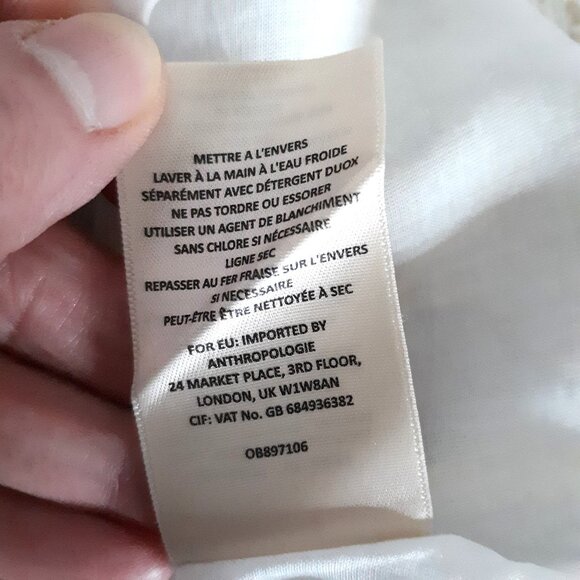 METTRE A L'ENVERS
LAVER À LA MAIN À L'EAU FROIDE
SÉPARÉMENT AVEC DÉTERGENT DUOX
NE PAS TORDRE OU ESSORER
UTILISER UN AGENT DE BLANCHIMENT
SANS CHLORE SI NÉCESSAIRE
LIGNE SEC
REPASSER AU FER FRAISE SUR L'ENVERS
SI NECESSAIRE
PEUT-ÊTRE ÊTRE NETTOYÉE À SEC
FOR EU: IMPORTED BY
ANTHROPOLOGIE
24 MARKET PLACE, 3RD FLOOR,
LONDON, UK W1W8AN
CIF: VAT No. GB 684936382
OB897106